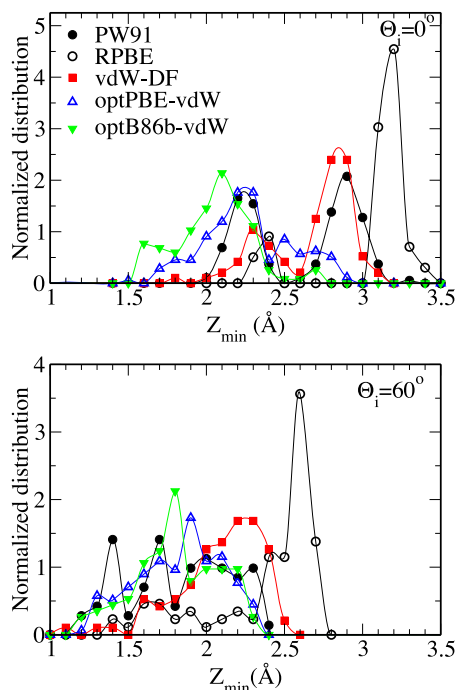 Θi=0°
PW91
RPBE
vdW-DF
optPBE-vdW
optB86b-vdW
Normalized distribution
5
4
3
2
1
0
1 1.5 2 2.5 3 3.5
Zmin (Å)
Θi=60°
Normalized distribution
4
3
2
1
0
1 1.5 2 2.5 3 3.5
Zmin (Å)